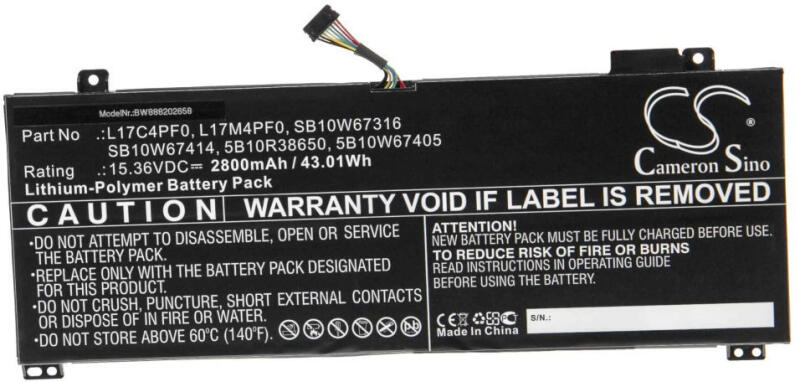 ModelNr.:BW888202658
Part No :.L17C4PF0, L17M4PF0, SB10W67316
SB10W67414, 5B10R38650, 5B10W67405
Rating :15.36VDC⎓ 2800mAh / 43.01Wh
Lithium-Polymer Battery Pack
CS
Cameron Sino
®
CAUTION
WARRANTY VOID IF LABEL IS REMOVED
•DO NOT ATTEMPT TO DISASSEMBLE, OPEN OR SERVICE
THE BATTERY PACK.
•REPLACE ONLY WITH THE BATTERY PACK DESIGNATED
FOR THIS PRODUCT.
•DO NOT CRUSH, PUNCTURE, SHORT EXTERNAL CONTACTS
OR DISPOSE OF IN FIRE OR WATER.
•DO NOT STORE ABOVE 60°C (140°F).
ATTENTION!
NEW BATTERY PACK MUST BE FULLY CHARGED BEFORE USE.
TO REDUCE RISK OF FIRE OR BURNS
READ INSTRUCTIONS IN OPERATING GUIDE
BEFORE USING THE BATTERY.
CE
Made In China
S/N.: